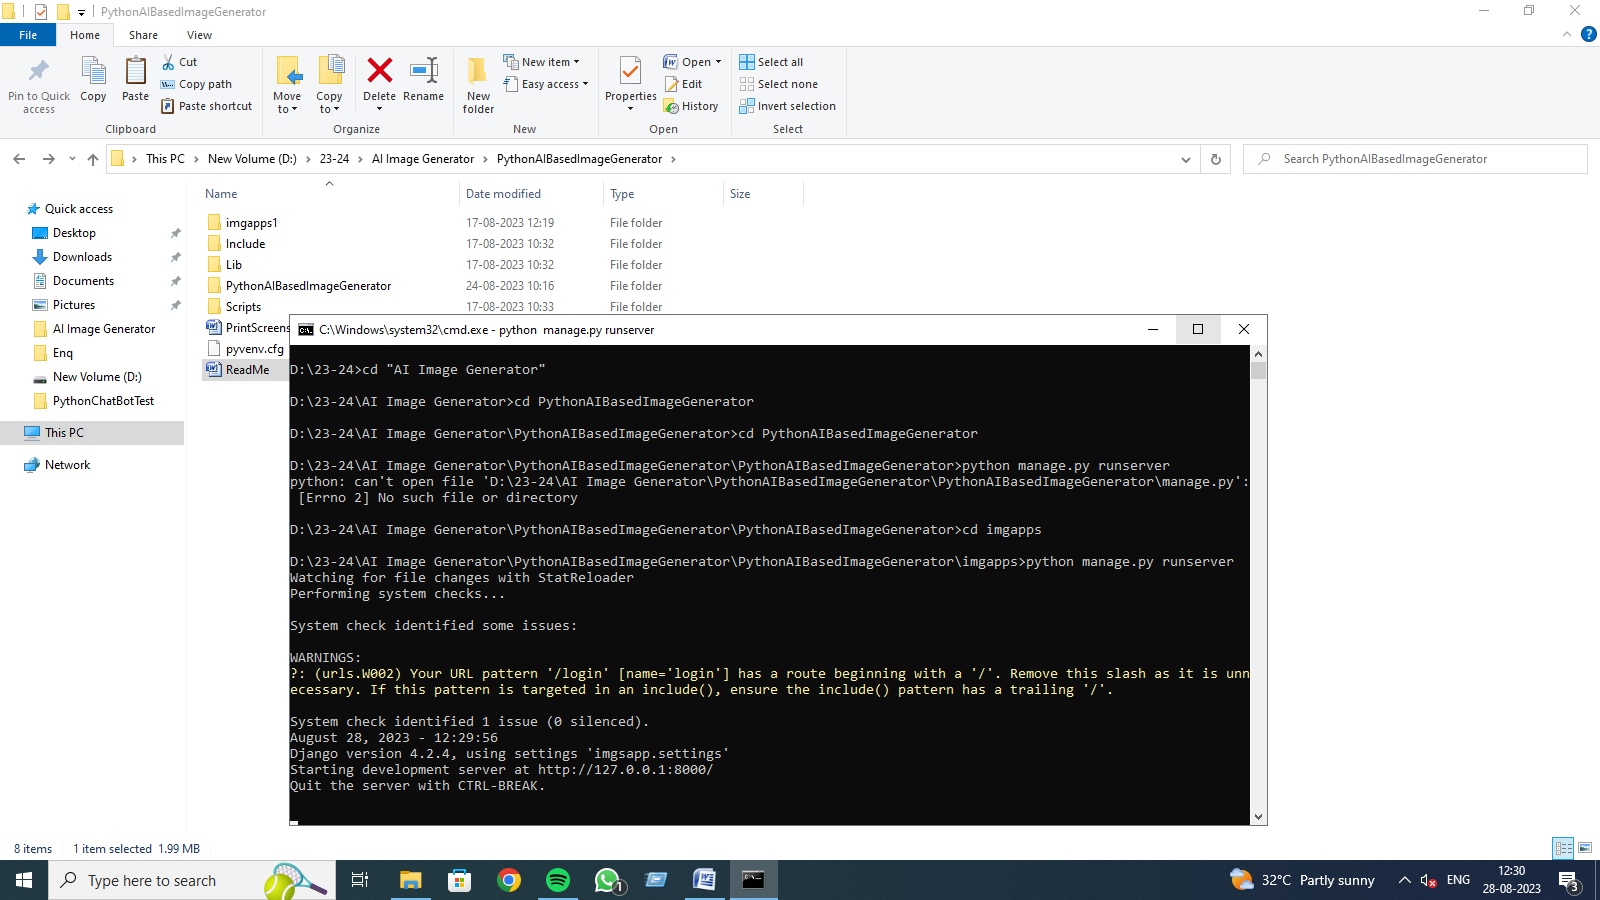 PythonAIBasedImageGenerator
File Home Share View
Pin to Quick access
Copy
Paste
Cut
Copy path
Paste shortcut
Clipboard
Move to
Copy to
Delete
Rename
Organize
New folder
New item
Easy access
New
Properties
Open
Edit
History
Open
Select all
Select none
Invert selection
Select
This PC > New Volume (D:) > 23-24 > AI Image Generator > PythonAIBasedImageGenerator >
Search PythonAIBasedImageGenerator
Quick access
Desktop
Downloads
Documents
Pictures
AI Image Generator
Enq
New Volume (D:)
PythonChatBotTest
This PC
Network
Name Date modified Type Size
imgapps1 17-08-2023 12:19 File folder
Include 17-08-2023 10:32 File folder
Lib 17-08-2023 10:32 File folder
PythonAIBasedImageGenerator 24-08-2023 10:16 File folder
Scripts 17-08-2023 10:33 File folder
PrintScreens
pyvenv.cfg
ReadMe
C:\Windows\system32\cmd.exe - python  manage.py runserver
D:\23-24>cd "AI Image Generator"
D:\23-24\AI Image Generator>cd PythonAIBasedImageGenerator
D:\23-24\AI Image Generator\PythonAIBasedImageGenerator>cd PythonAIBasedImageGenerator
D:\23-24\AI Image Generator\PythonAIBasedImageGenerator\PythonAIBasedImageGenerator>python manage.py runserver
python: can't open file 'D:\23-24\AI Image Generator\PythonAIBasedImageGenerator\PythonAIBasedImageGenerator\manage.py':
[Errno 2] No such file or directory
D:\23-24\AI Image Generator\PythonAIBasedImageGenerator\PythonAIBasedImageGenerator>cd imgapps
D:\23-24\AI Image Generator\PythonAIBasedImageGenerator\PythonAIBasedImageGenerator\imgapps>python manage.py runserver
Watching for file changes with StatReloader
Performing system checks...
System check identified some issues:
WARNINGS:
?: (urls.W002) Your URL pattern '/login' [name='login'] has a route beginning with a '/'. Remove this slash as it is unn
ecessary. If this pattern is targeted in an include(), ensure the include() pattern has a trailing '/'.
System check identified 1 issue (0 silenced).
August 28, 2023 - 12:29:56
Django version 4.2.4, using settings 'imgsapp.settings'
Starting development server at http://127.0.0.1:8000/
Quit the server with CTRL-BREAK.
8 items 1 item selected 1.99 MB
Type here to search
1
32°C Partly sunny
ENG
12:30
28-08-2023
3